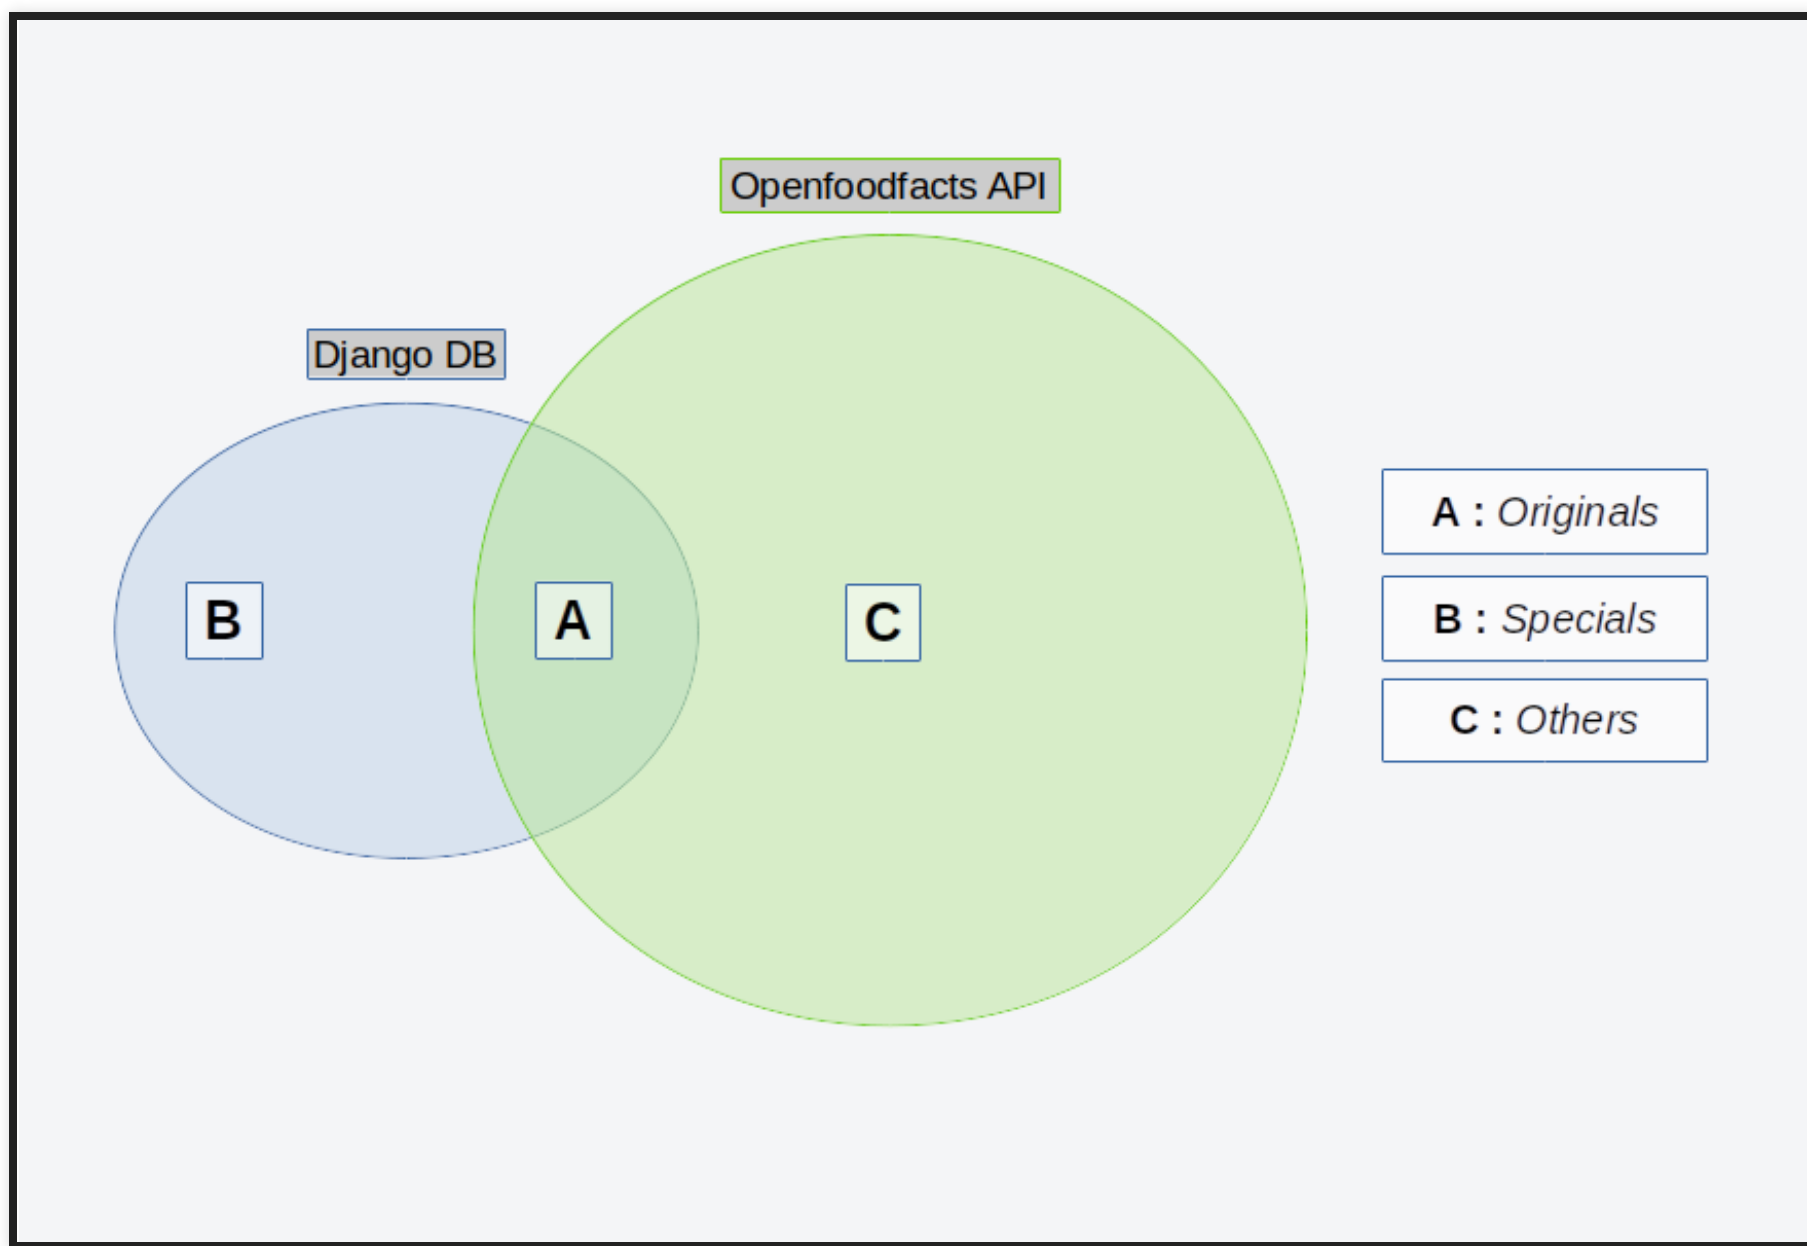 Openfoodfacts API
Django DB
B
A
C
A : Originals
B : Specials
C : Others